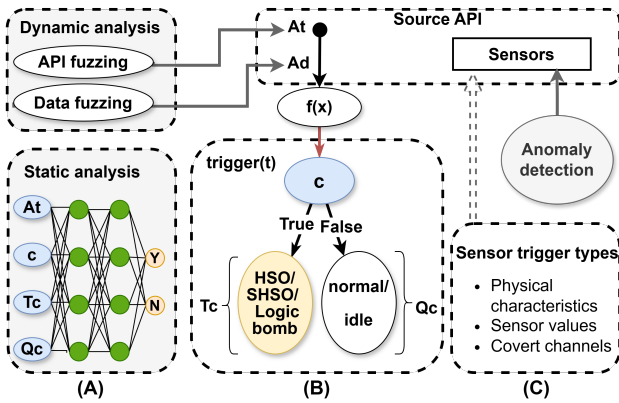 Dynamic analysis
API fuzzing
Data fuzzing
Static analysis
At
c
Tc
Qc
Y
N
(A)
Source API
At
Ad
f(x)
trigger(t)
c
True
False
Tc
HSO/
SHSO/
Logic
bomb
normal/
idle
Qc
(B)
Sensors
Anomaly
detection
Sensor trigger types
• Physical
characteristics
• Sensor values
• Covert channels
(C)